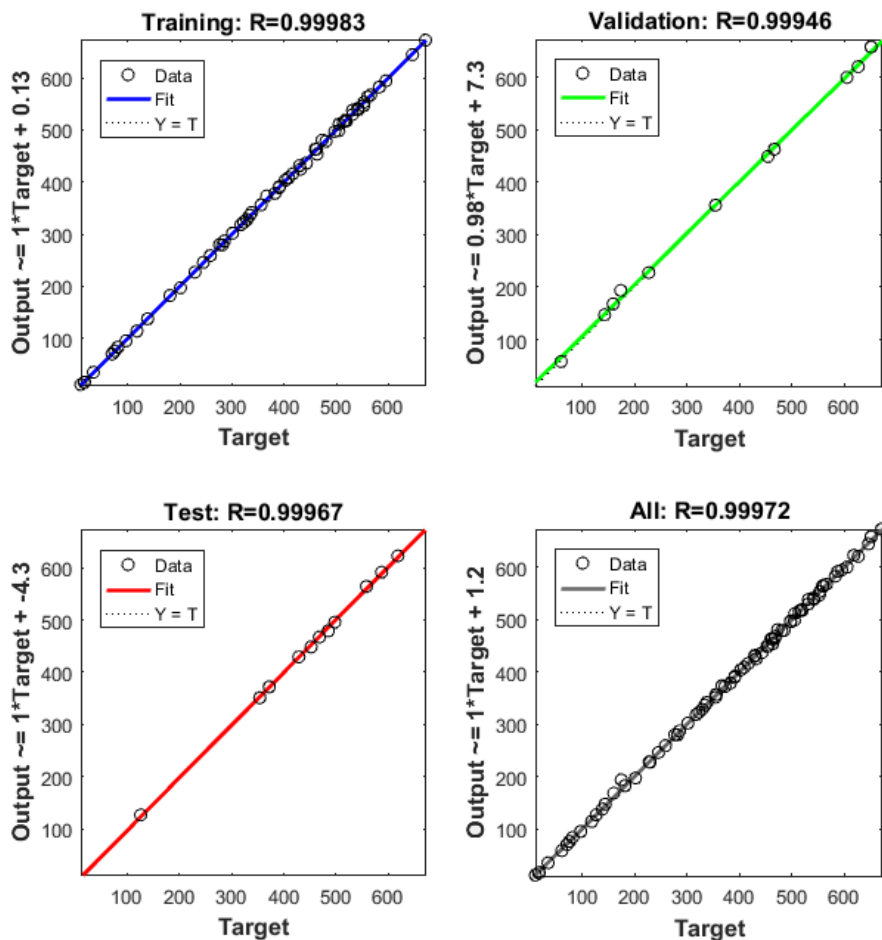 Training: R=0.99983
Output ~= 1*Target + 0.13
Data
Fit
Y = T
600
500
400
300
200
100
100 200 300 400 500 600
Target
Validation: R=0.99946
Output ~= 0.98*Target + 7.3
Data
Fit
Y = T
600
500
400
300
200
100
100 200 300 400 500 600
Target
Test: R=0.99967
Output ~= 1*Target + -4.3
Data
Fit
Y = T
600
500
400
300
200
100
100 200 300 400 500 600
Target
All: R=0.99972
Output ~= 1*Target + 1.2
Data
Fit
Y = T
600
500
400
300
200
100
100 200 300 400 500 600
Target